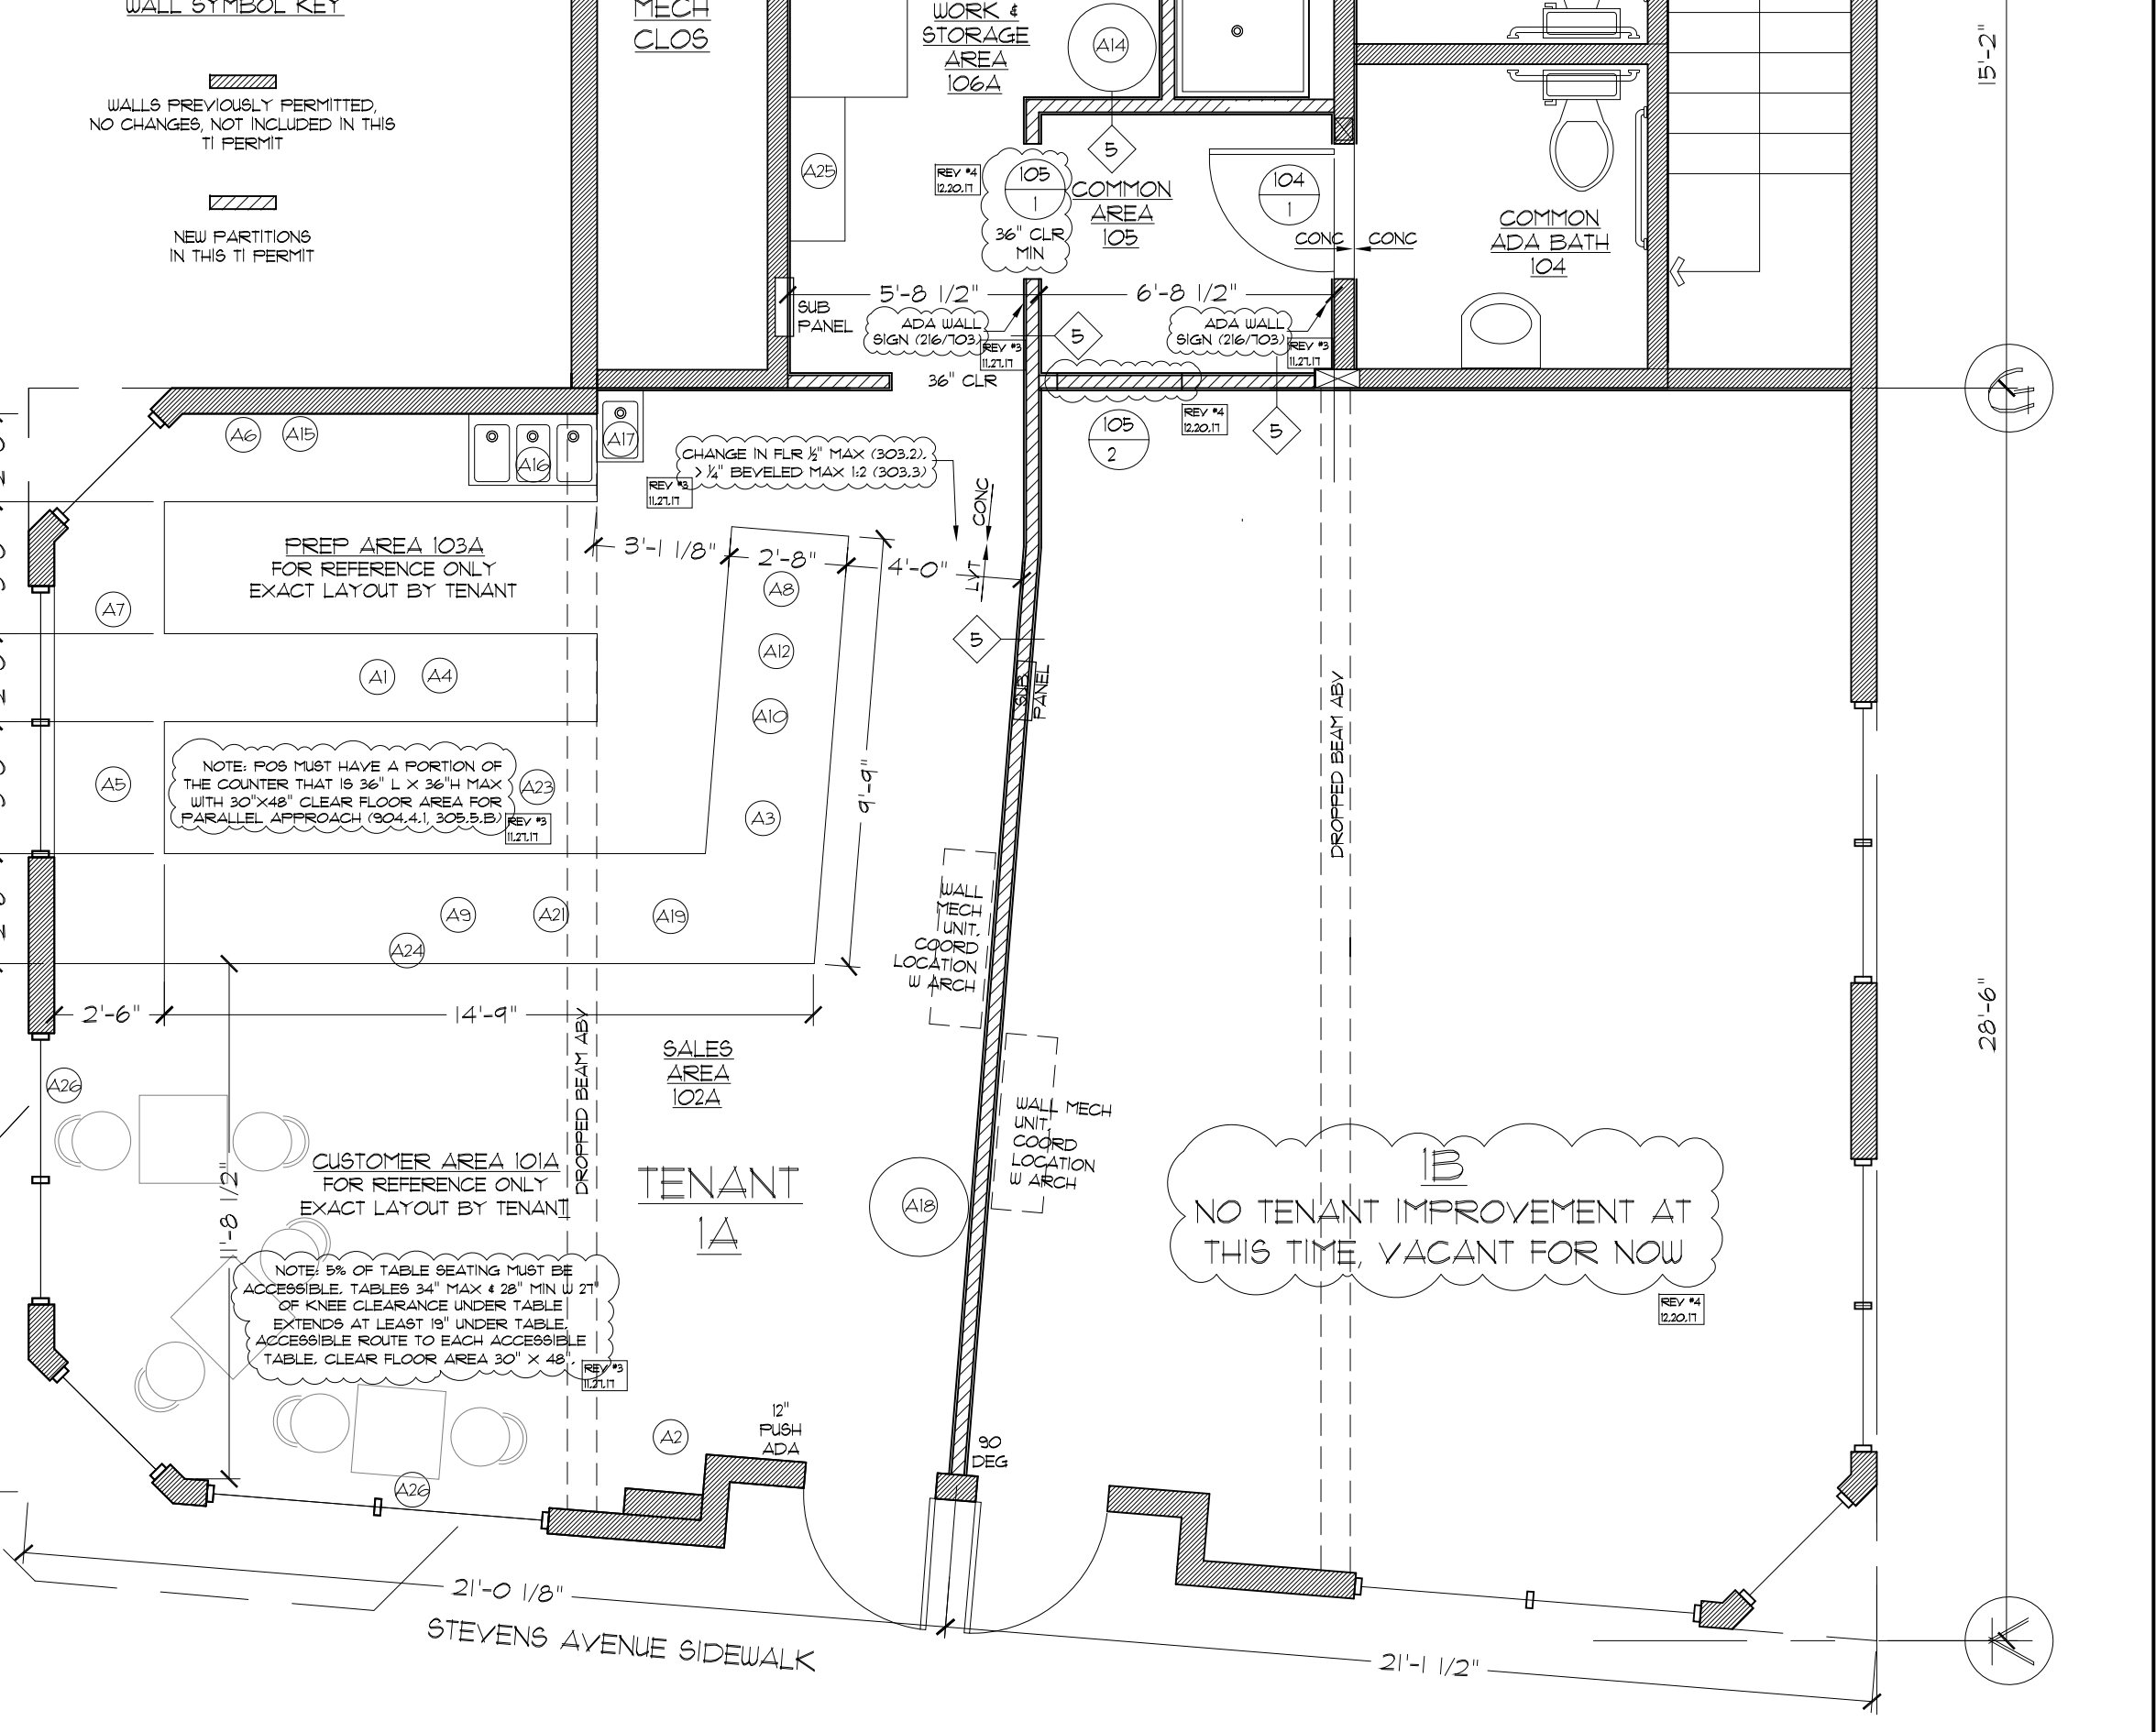 WALL SYMBOL KEY
WALLS PREVIOUSLY PERMITTED,
NO CHANGES, NOT INCLUDED IN THIS
TI PERMIT
NEW PARTITIONS
IN THIS TI PERMIT
MECH
CLOS
WORK &
STORAGE
AREA
106A
A14
A25
5
REV #4
12.20.17
105
1
36" CLR
MIN
COMMON
AREA
105
104
1
CONC
CONC
COMMON
ADA BATH
104
15'-2"
SUB
PANEL
5'-8 1/2"
6'-8 1/2"
ADA WALL
SIGN (216/703)
REV #3
11.27.17
5
ADA WALL
SIGN (216/703)
REV #3
11.27.17
36" CLR
105
2
REV #4
12.20.17
5
A6
A15
A16
A17
CHANGE IN FLR ½" MAX (303.2).
> ¼" BEVELED MAX 1:2 (303.3)
REV #3
11.27.17
CONC
LVT
PREP AREA 103A
FOR REFERENCE ONLY
EXACT LAYOUT BY TENANT
3'-1 1/8"
2'-8"
4'-0"
A7
A8
A12
A10
A3
A1
A4
5
SUB
PANEL
9'-9"
DROPPED BEAM ABV
A5
NOTE: POS MUST HAVE A PORTION OF
THE COUNTER THAT IS 36" L X 36"H MAX
WITH 30"X48" CLEAR FLOOR AREA FOR
PARALLEL APPROACH (904.4.1, 305.5.B)
A23
REV #3
11.27.17
A9
A21
A19
A24
WALL
MECH
UNIT,
COORD
LOCATION
W ARCH
2'-6"
14'-9"
28'-6"
SALES
AREA
102A
DROPPED BEAM ABV
A26
CUSTOMER AREA 101A
FOR REFERENCE ONLY
EXACT LAYOUT BY TENANT
11'-8 1/2"
TENANT
1A
A18
WALL MECH
UNIT,
COORD
LOCATION
W ARCH
1B
NO TENANT IMPROVEMENT AT
THIS TIME, VACANT FOR NOW
REV #4
12.20.17
NOTE: 5% OF TABLE SEATING MUST BE
ACCESSIBLE. TABLES 34" MAX & 28" MIN W 27"
OF KNEE CLEARANCE UNDER TABLE
EXTENDS AT LEAST 19" UNDER TABLE.
ACCESSIBLE ROUTE TO EACH ACCESSIBLE
TABLE. CLEAR FLOOR AREA 30" X 48".
REV #3
11.27.17
A2
12"
PUSH
ADA
90
DEG
A26
21'-0 1/8"
STEVENS AVENUE SIDEWALK
21'-1 1/2"
K